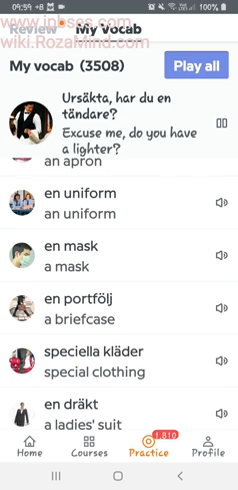 09:59 +8
100%
www.inoses.com
wiki.RozaMind.com
Review My Vocab
My vocab (3508)
Play all
Ursäkta, har du en
tändare?
Excuse me, do you have
a lighter?
an apron
en uniform
an uniform
en mask
a mask
en portfölj
a briefcase
speciella kläder
special clothing
en dräkt
a ladies' suit
1,810
Home Courses Practice Profile